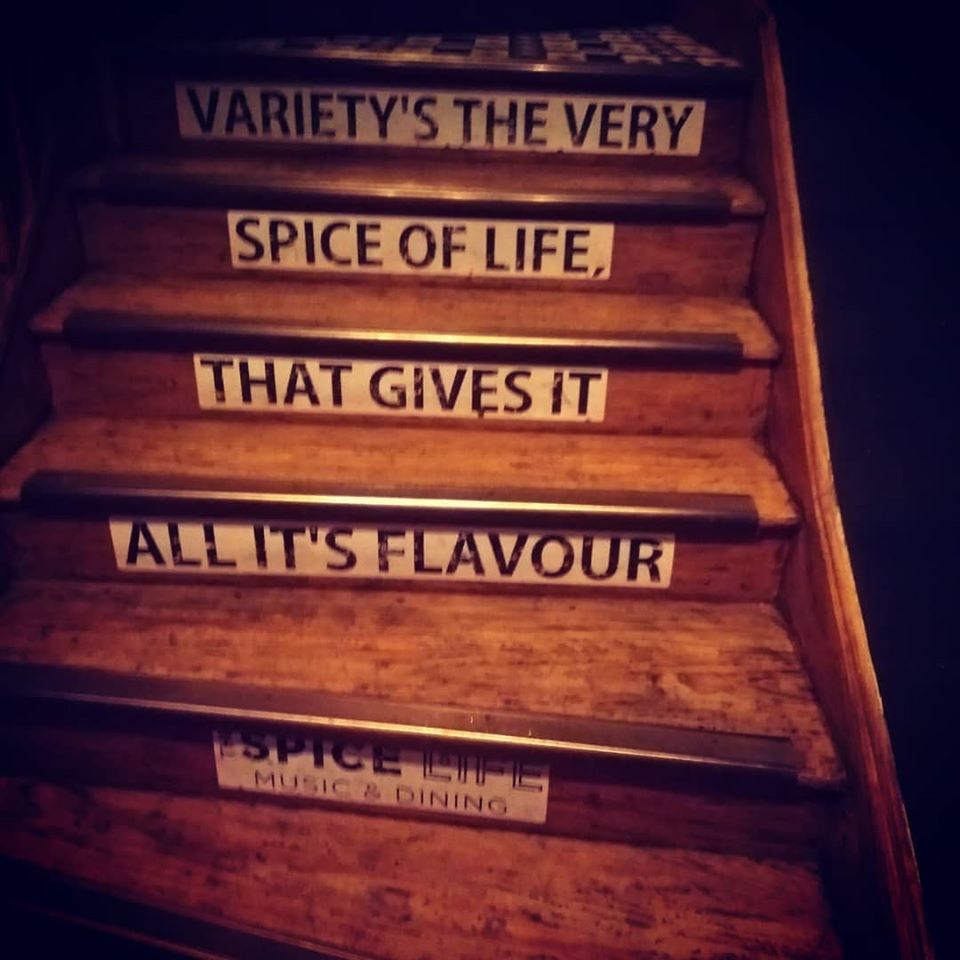 VARIETY'S THE VERY
SPICE OF LIFE,
THAT GIVES IT
ALL IT'S FLAVOUR
SPICE LIFE
MUSIC & DINING